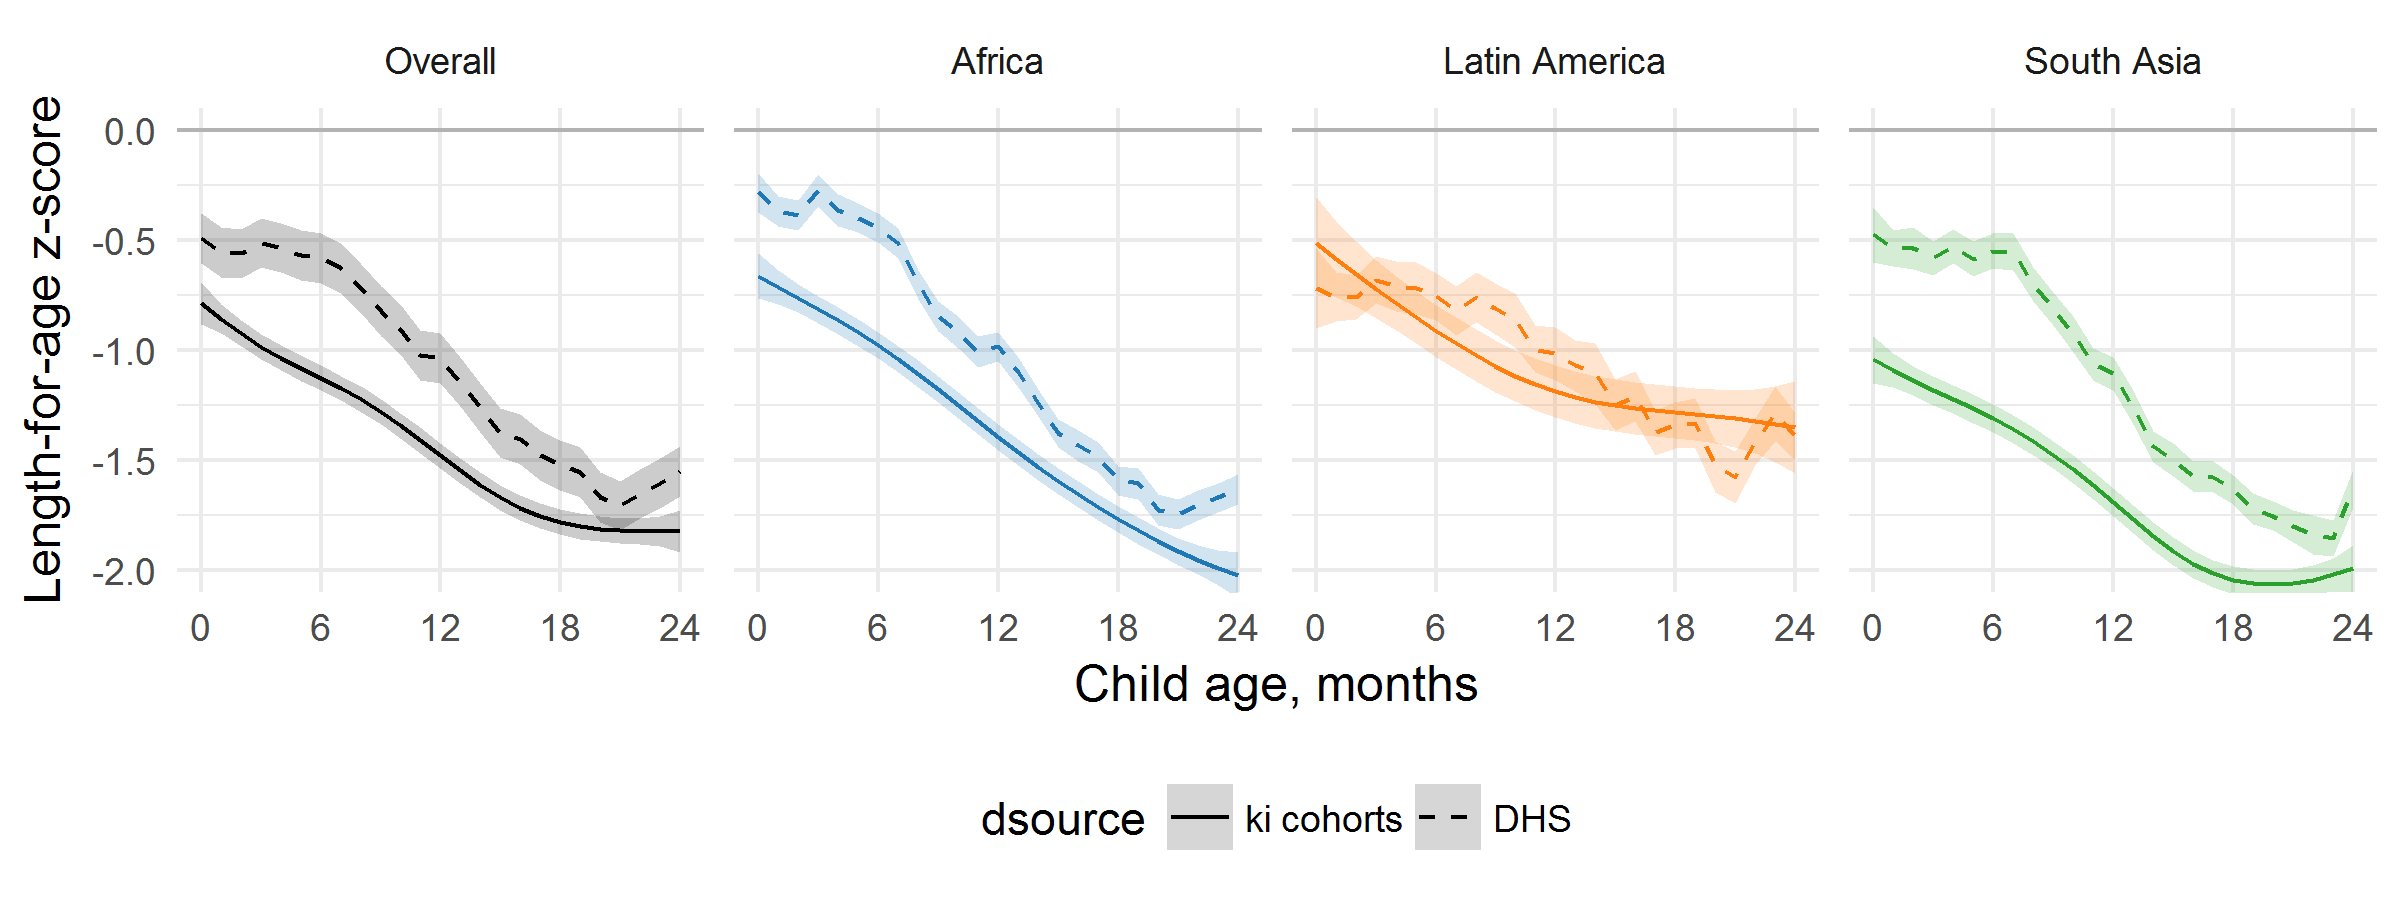 Overall Africa Latin America South Asia
Length-for-age z-score
0.0
-0.5
-1.0
-1.5
-2.0
0 6 12 18 24 0 6 12 18 24 0 6 12 18 24 0 6 12 18 24
Child age, months
dsource ki cohorts DHS